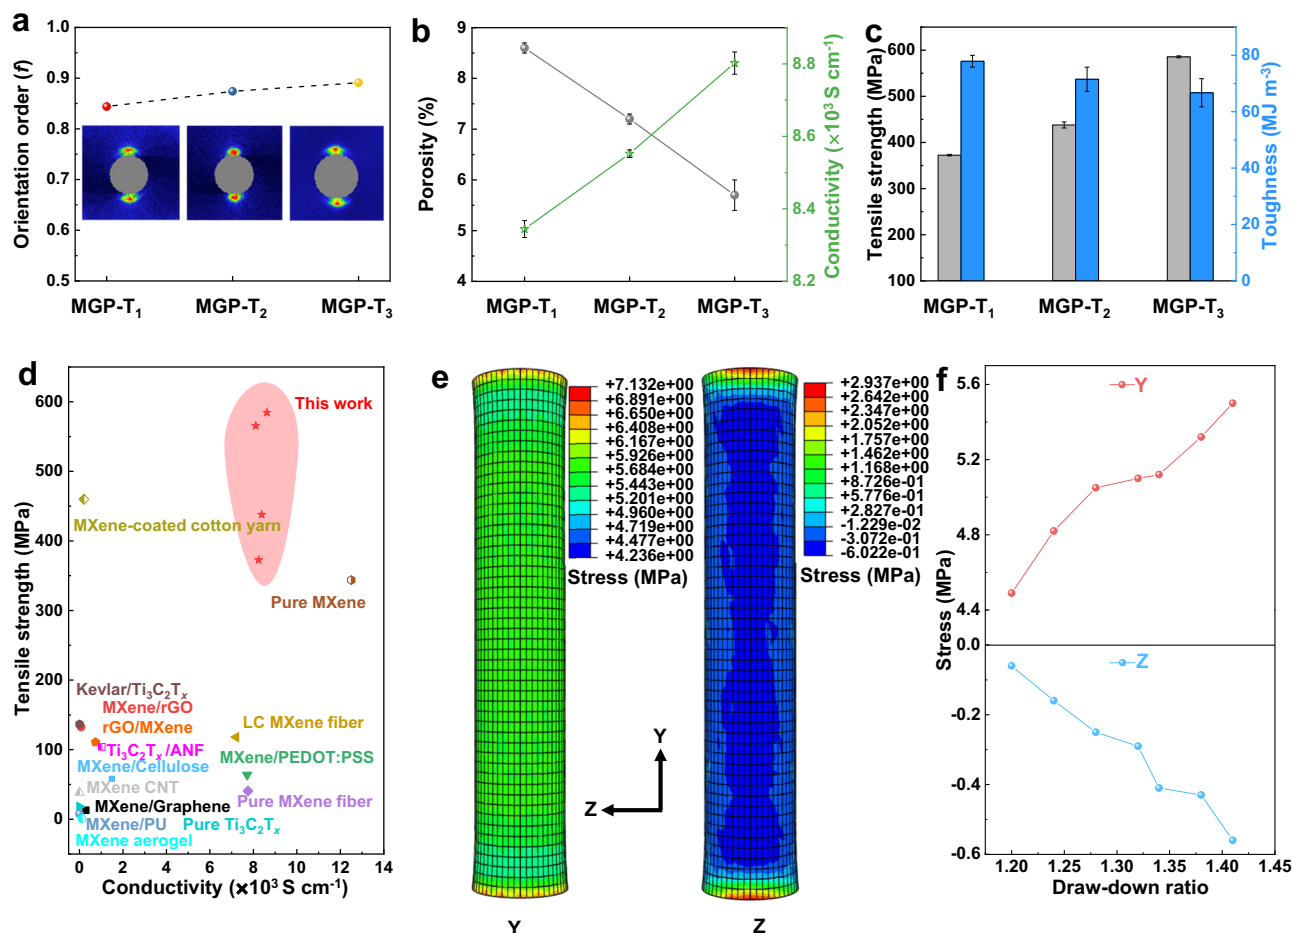 a
Orientation order (f)
1.0
0.9
0.8
0.7
0.6
0.5
MGP-T₁
MGP-T₂
MGP-T₃
b
Porosity (%)
9
8
7
6
5
4
MGP-T₁
MGP-T₂
MGP-T₃
8.8
8.6
8.4
8.2
Conductivity (×10³ S cm⁻¹)
c
Tensile strength (MPa)
600
500
400
300
200
100
MGP-T₁
MGP-T₂
MGP-T₃
80
60
40
20
0
Toughness (MJ m⁻³)
d
Tensile strength (MPa)
600
500
400
300
200
100
0
This work
MXene-coated cotton yarn
Pure MXene
Kevlar/Ti₃C₂Tₓ
MXene/rGO
rGO/MXene
LC MXene fiber
Ti₃C₂Tₓ/ANF
MXene/PEDOT:PSS
MXene/Cellulose
MXene CNT
Pure MXene fiber
MXene/Graphene
MXene/PU
Pure Ti₃C₂Tₓ
MXene aerogel
0
2
4
6
8
10
12
14
Conductivity (×10³ S cm⁻¹)
e
+7.132e+00
+6.891e+00
+6.650e+00
+6.408e+00
+6.167e+00
+5.926e+00
+5.684e+00
+5.443e+00
+5.201e+00
+4.960e+00
+4.719e+00
+4.477e+00
+4.236e+00
Stress (MPa)
+2.937e+00
+2.642e+00
+2.347e+00
+2.052e+00
+1.757e+00
+1.462e+00
+1.168e+00
+8.726e-01
+5.776e-01
+2.827e-01
-1.229e-02
-3.072e-01
-6.022e-01
Stress (MPa)
Y
Z
Y
Z
f
Stress (MPa)
5.6
5.2
4.8
4.4
0.0
-0.2
-0.4
-0.6
Y
Z
1.20
1.25
1.30
1.35
1.40
1.45
Draw-down ratio